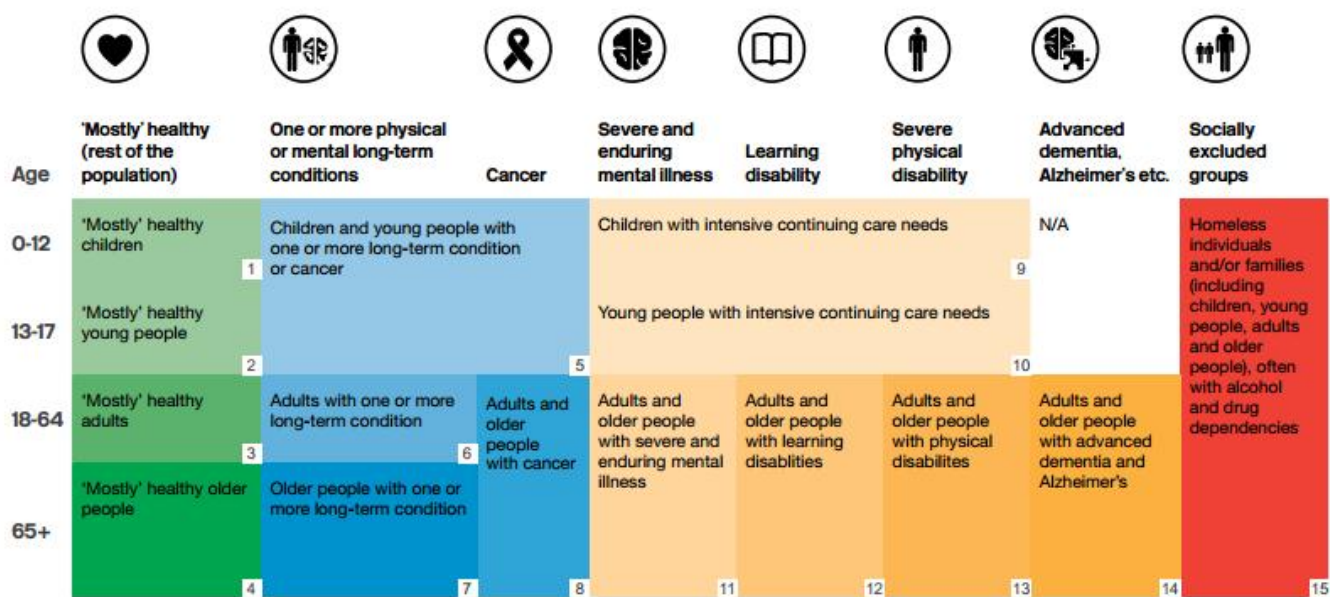 'Mostly' healthy
(rest of the
population)
One or more physical
or mental long-term
conditions
Cancer
Severe and
enduring
mental illness
Learning
disability
Severe
physical
disability
Advanced
dementia,
Alzheimer's etc.
Socially
excluded
groups
Age
0-12
'Mostly' healthy
children
1
Children and young people with
one or more long-term condition
or cancer
5
Children with intensive continuing care needs
9
N/A
Homeless
individuals
and/or families
(including
children, young
people, adults
and older
people), often
with alcohol
and drug
dependencies
15
13-17
'Mostly' healthy
young people
2
Young people with intensive continuing care needs
10
18-64
'Mostly' healthy
adults
3
Adults with one or more
long-term condition
6
Adults and
older
people
with cancer
8
Adults and
older people
with severe and
enduring mental
illness
11
Adults and
older people
with learning
disablities
12
Adults and
older people
with physical
disabilites
13
Adults and
older people
with advanced
dementia and
Alzheimer's
14
65+
'Mostly' healthy older
people
4
Older people with one or
more long-term condition
7